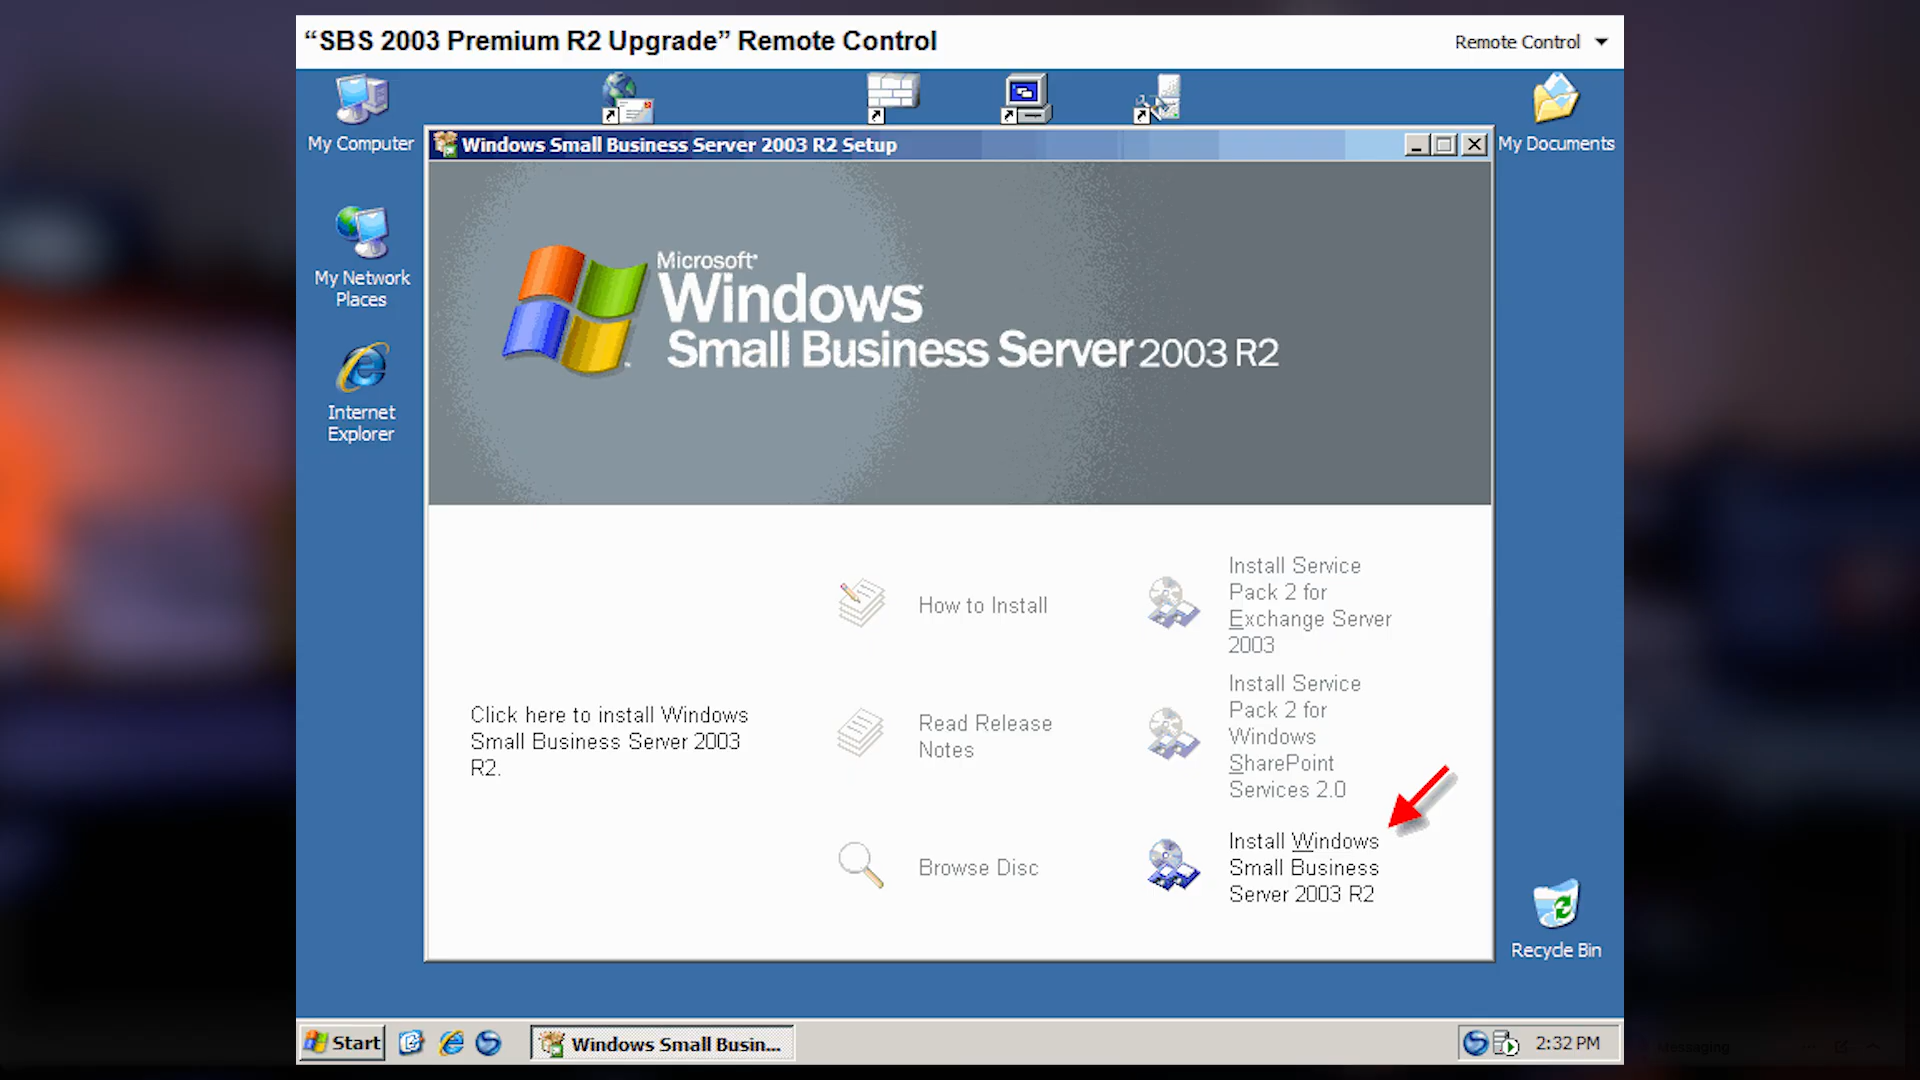 “SBS 2003 Premium R2 Upgrade” Remote Control
Remote Control
My Computer
My Documents
Windows Small Business Server 2003 R2 Setup
My Network
Places
Internet
Explorer
Microsoft®
Windows
Small Business Server 2003 R2
How to Install
Install Service
Pack 2 for
Exchange Server
2003
Click here to install Windows
Small Business Server 2003
R2.
Read Release
Notes
Install Service
Pack 2 for
Windows
SharePoint
Services 2.0
Browse Disc
Install Windows
Small Business
Server 2003 R2
Recycle Bin
Start
Windows Small Busin...
2:32 PM
Messaging